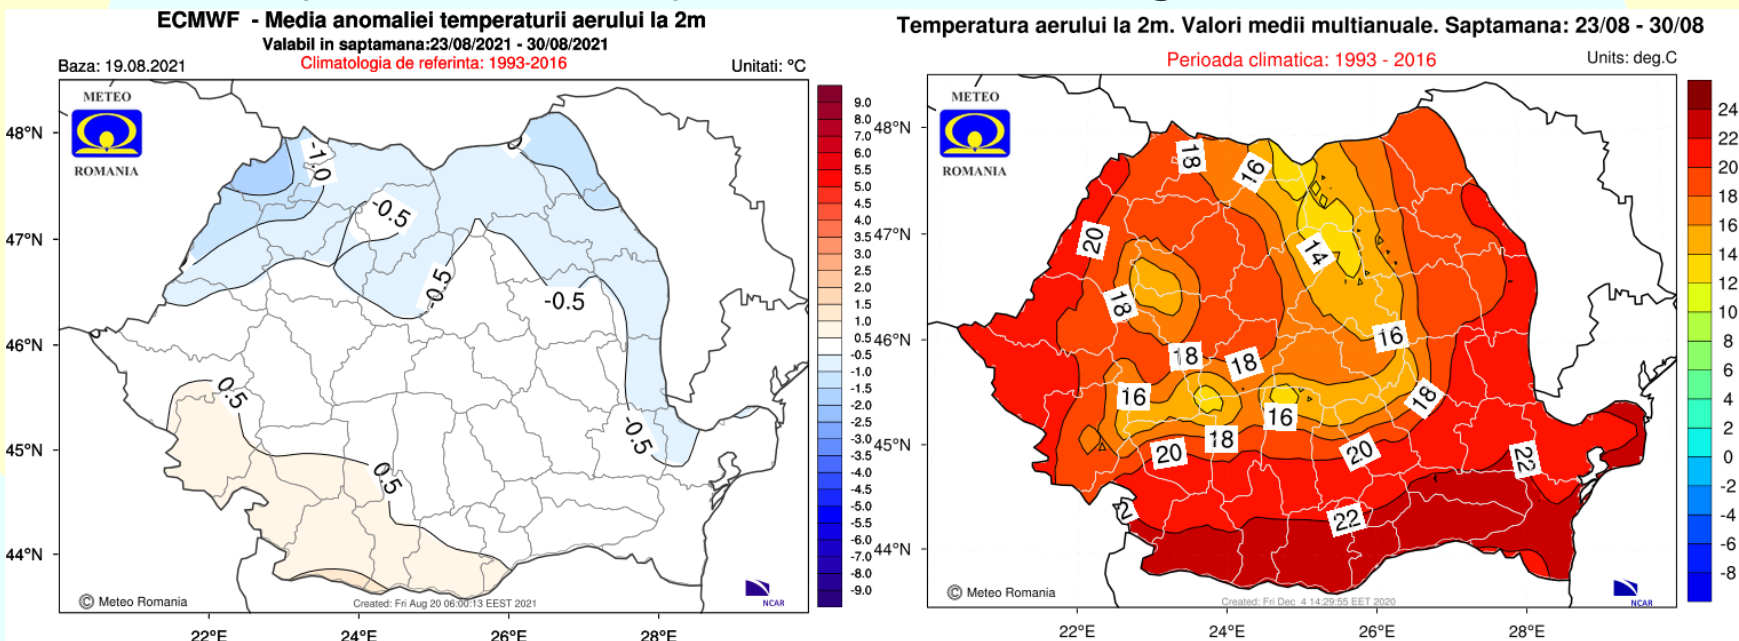 ECMWF - Media anomaliei temperaturii aerului la 2m
Valabil in saptamana:23/08/2021 - 30/08/2021
Baza: 19.08.2021
Climatologia de referinta: 1993-2016
Unitati: °C
METEO
ROMANIA
48°N
47°N
46°N
45°N
44°N
22°E
24°E
26°E
28°E
-1.0
0
-0.5
-0.5
-0.5
-0.5
0.5
0.5
9.0
8.0
7.0
6.0
5.5
5.0
4.5
4.0
3.5
3.0
2.5
2.0
1.5
1.0
0.5
-0.5
-1.0
-1.5
-2.0
-2.5
-3.0
-3.5
-4.0
-4.5
-5.0
-5.5
-6.0
-7.0
-8.0
-9.0
© Meteo Romania
Created: Fri Aug 20 06:00:13 EEST 2021
NCAR
Temperatura aerului la 2m. Valori medii multianuale. Saptamana: 23/08 - 30/08
Perioada climatica: 1993 - 2016
Units: deg.C
METEO
ROMANIA
48°N
47°N
46°N
45°N
44°N
22°E
24°E
26°E
28°E
18
16
20
14
18
16
18
18
16
16
18
18
20
20
22
22
2
24
22
20
18
16
14
12
10
8
6
4
2
0
-2
-4
-6
-8
© Meteo Romania
Created: Fri Dec 4 14:29:55 EET 2020
NCAR